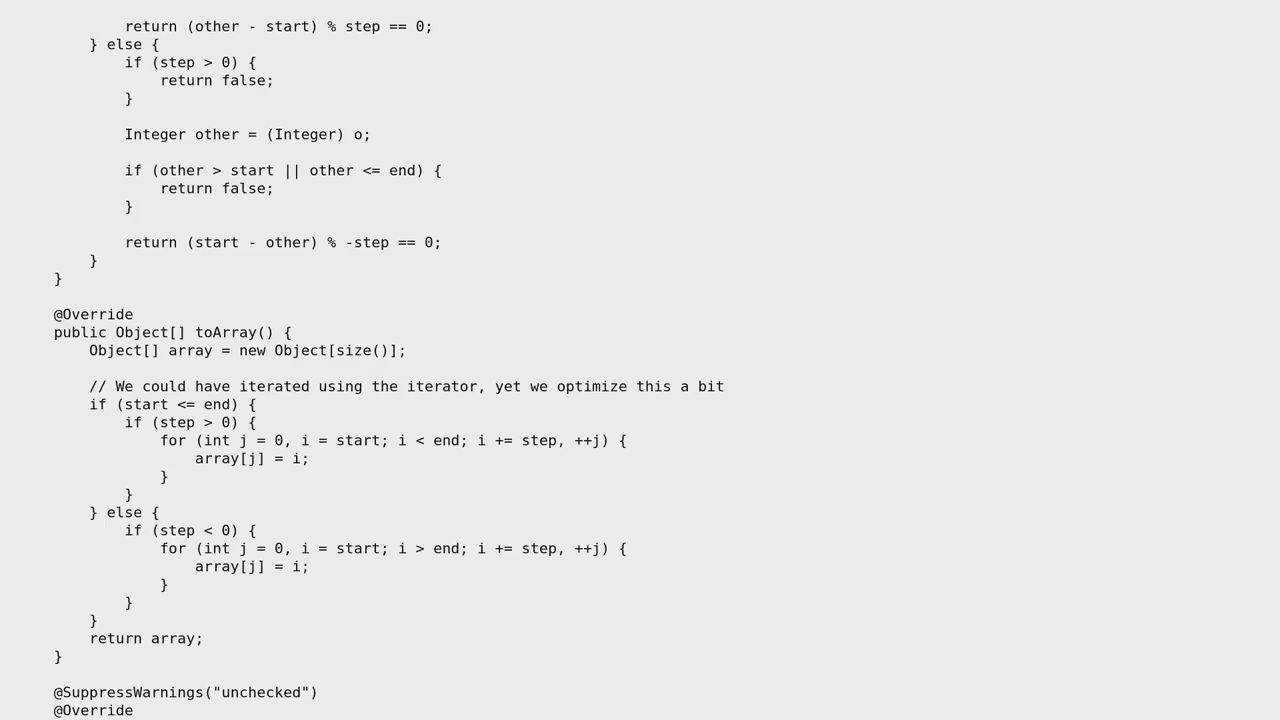 return (other - start) % step == 0;
} else {
if (step > 0) {
return false;
}
Integer other = (Integer) o;
if (other > start || other <= end) {
return false;
}
return (start - other) % -step == 0;
}
}
@Override
public Object[] toArray() {
Object[] array = new Object[size()];
// We could have iterated using the iterator, yet we optimize this a bit
if (start <= end) {
if (step > 0) {
for (int j = 0, i = start; i < end; i += step, ++j) {
array[j] = i;
}
}
} else {
if (step < 0) {
for (int j = 0, i = start; i > end; i += step, ++j) {
array[j] = i;
}
}
}
return array;
}
@SuppressWarnings("unchecked")
@Override